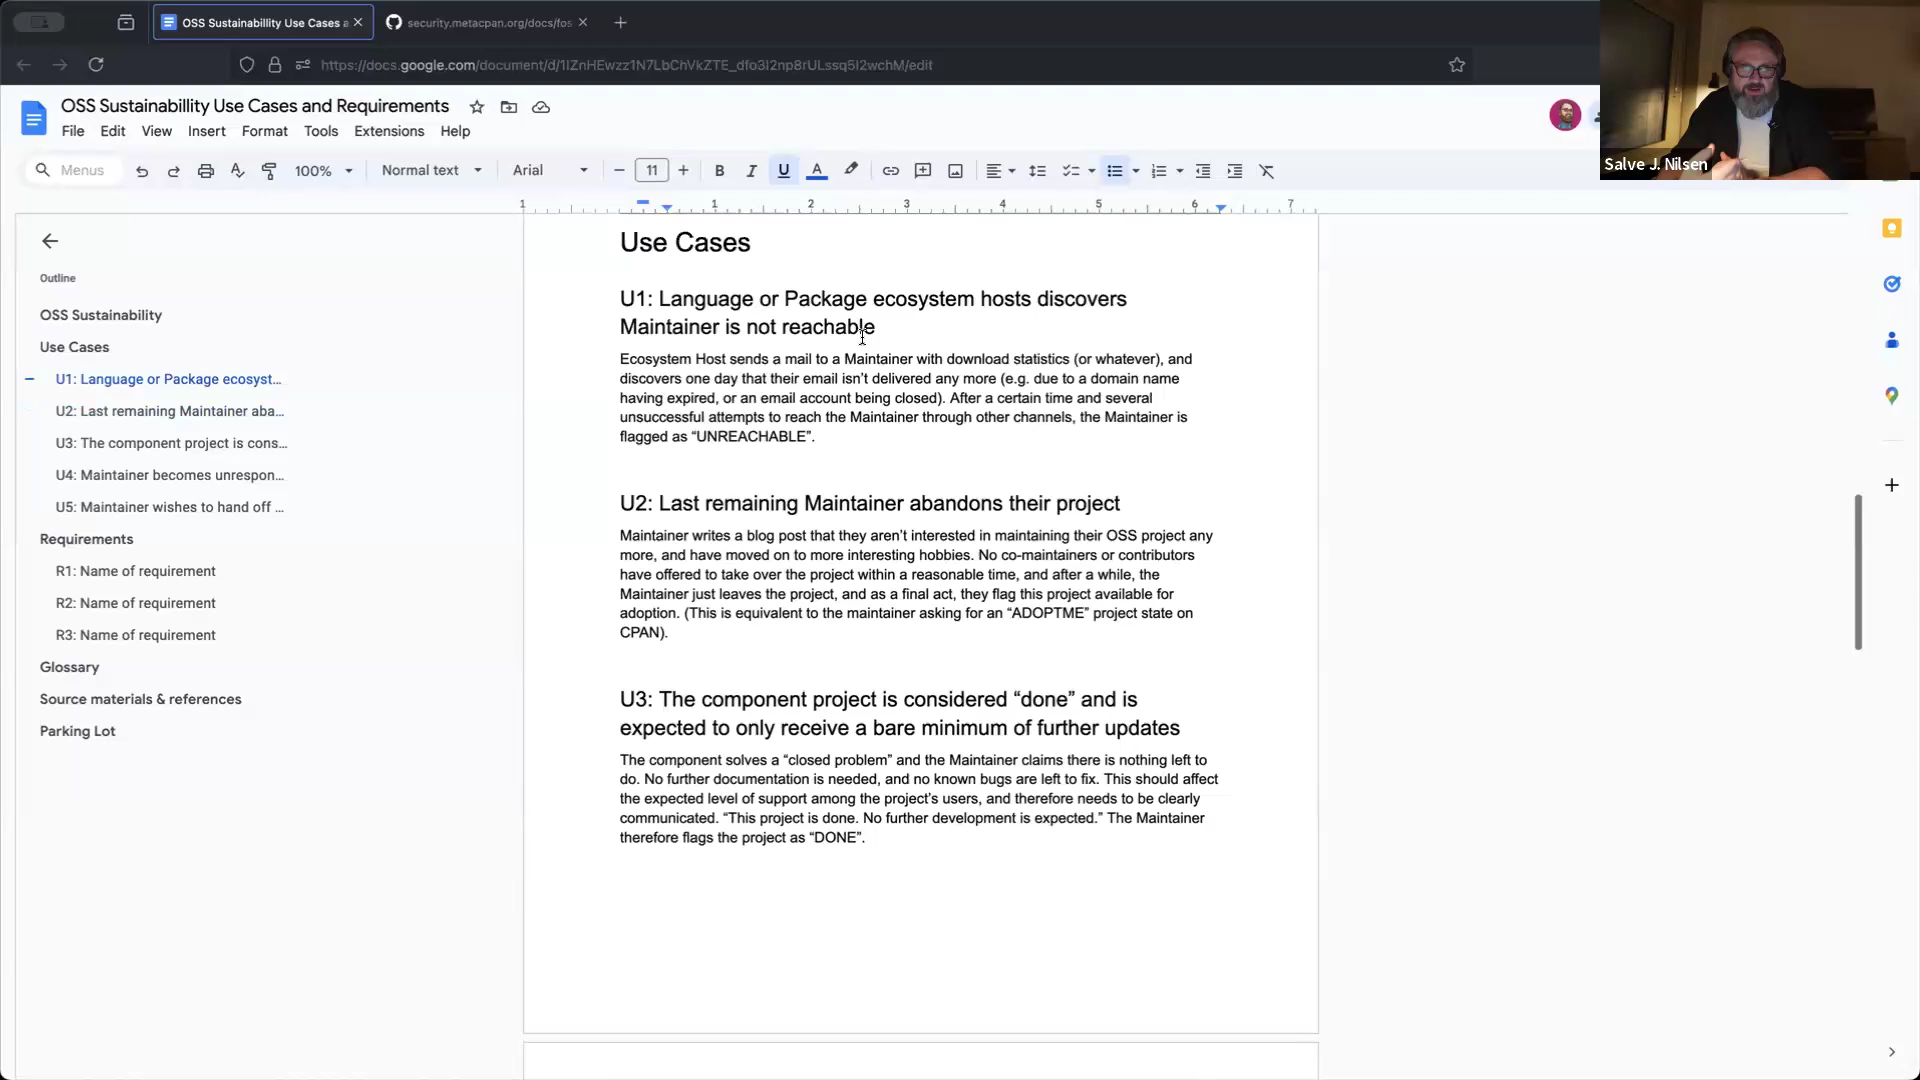 OSS Sustainabillity Use Cases a
security.metacpan.org/docs/fos
https://docs.google.com/document/d/1IZnHEwzz1N7LbChVkZTE_dfo3I2np8rULssq5I2wchM/edit
OSS Sustainabillity Use Cases and Requirements
File Edit View Insert Format Tools Extensions Help
Salve J. Nilsen
Menus 100% Normal text Arial 11 B I U A
1 1 2 3 4 5 6 7
Outline
OSS Sustainability
Use Cases
U1: Language or Package ecosyst...
U2: Last remaining Maintainer aba...
U3: The component project is cons...
U4: Maintainer becomes unrespon...
U5: Maintainer wishes to hand off ...
Requirements
R1: Name of requirement
R2: Name of requirement
R3: Name of requirement
Glossary
Source materials & references
Parking Lot
Use Cases
U1: Language or Package ecosystem hosts discovers
Maintainer is not reachable
Ecosystem Host sends a mail to a Maintainer with download statistics (or whatever), and
discovers one day that their email isn’t delivered any more (e.g. due to a domain name
having expired, or an email account being closed). After a certain time and several
unsuccessful attempts to reach the Maintainer through other channels, the Maintainer is
flagged as “UNREACHABLE”.
U2: Last remaining Maintainer abandons their project
Maintainer writes a blog post that they aren’t interested in maintaining their OSS project any
more, and have moved on to more interesting hobbies. No co-maintainers or contributors
have offered to take over the project within a reasonable time, and after a while, the
Maintainer just leaves the project, and as a final act, they flag this project available for
adoption. (This is equivalent to the maintainer asking for an “ADOPTME” project state on
CPAN).
U3: The component project is considered “done” and is
expected to only receive a bare minimum of further updates
The component solves a “closed problem” and the Maintainer claims there is nothing left to
do. No further documentation is needed, and no known bugs are left to fix. This should affect
the expected level of support among the project’s users, and therefore needs to be clearly
communicated. “This project is done. No further development is expected.” The Maintainer
therefore flags the project as “DONE”.